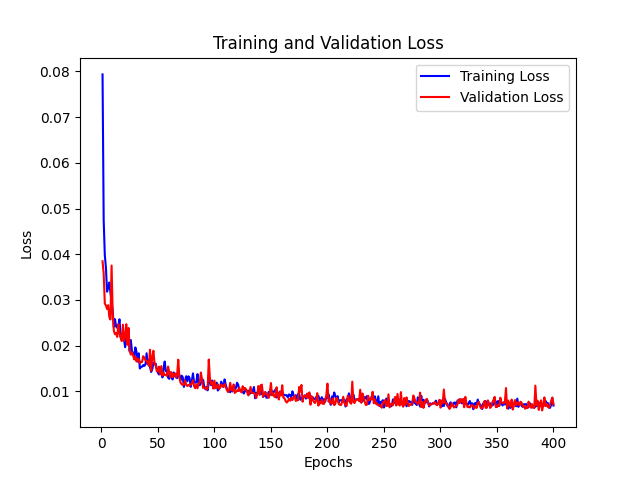 Training and Validation Loss
Training Loss
Validation Loss
0.08
0.07
0.06
0.05
0.04
0.03
0.02
0.01
Loss
0 50 100 150 200 250 300 350 400
Epochs